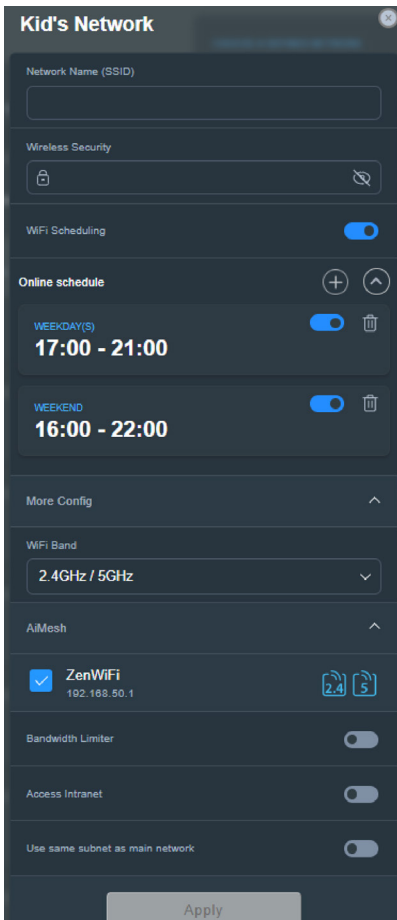 Kid's Network
Network Name (SSID)
Wireless Security
WiFi Scheduling
Online schedule
WEEKDAY(S)
17:00 - 21:00
WEEKEND
16:00 - 22:00
More Config
WiFi Band
2.4GHz / 5GHz
AiMesh
ZenWiFi
2.4 5
192.168.50.1
Bandwidth Limiter
Access Intranet
Use same subnet as main network
Apply